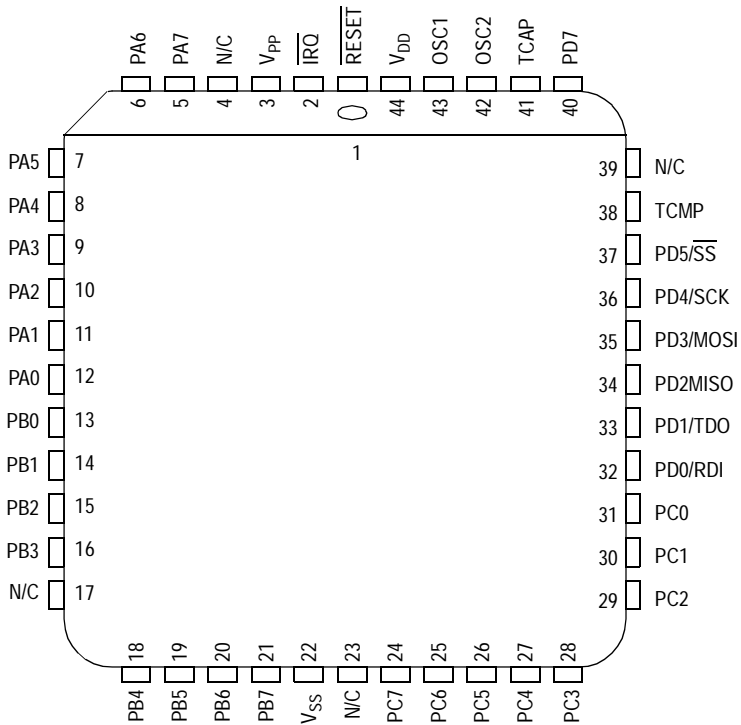 PA6 PA7 N/C VPP IRQ RESET VDD OSC1 OSC2 TCAP PD7
6 5 4 3 2 44 43 42 41 40
1
PA5 7 39 N/C
PA4 8 38 TCMP
PA3 9 37 PD5/SS
PA2 10 36 PD4/SCK
PA1 11 35 PD3/MOSI
PA0 12 34 PD2MISO
PB0 13 33 PD1/TDO
PB1 14 32 PD0/RDI
PB2 15 31 PC0
PB3 16 30 PC1
N/C 17 29 PC2
18 19 20 21 22 23 24 25 26 27 28
PB4 PB5 PB6 PB7 VSS N/C PC7 PC6 PC5 PC4 PC3